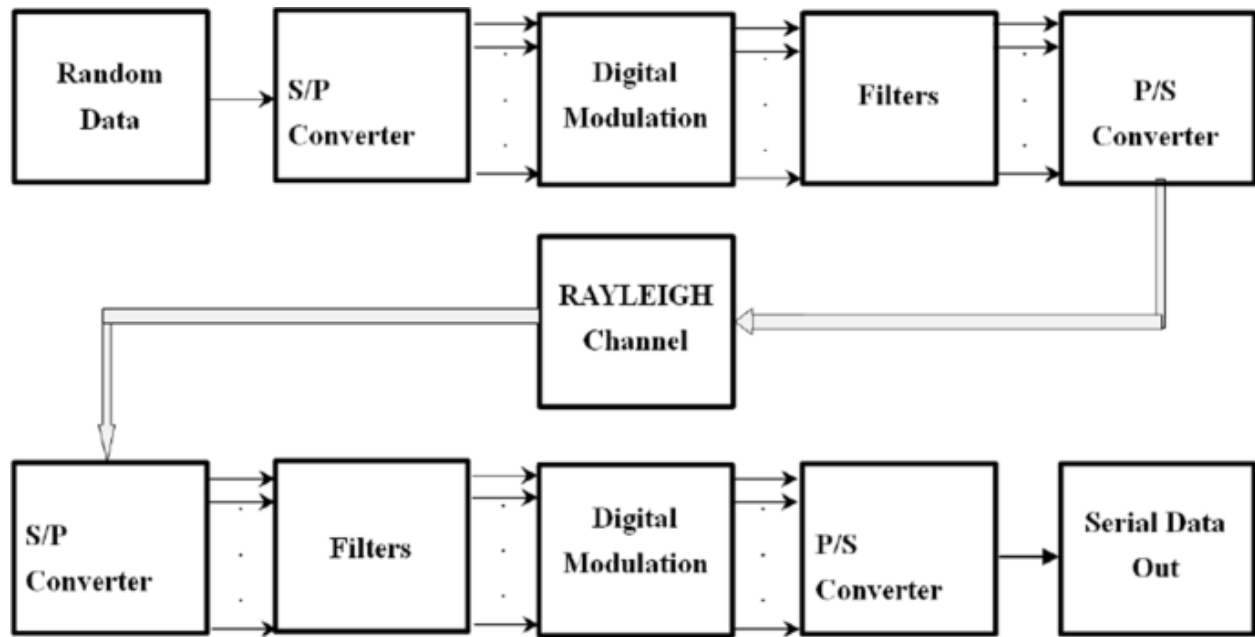 Random
Data
S/P
Converter
Digital
Modulation
Filters
P/S
Converter
RAYLEIGH
Channel
S/P
Converter
Filters
Digital
Modulation
P/S
Converter
Serial Data
Out